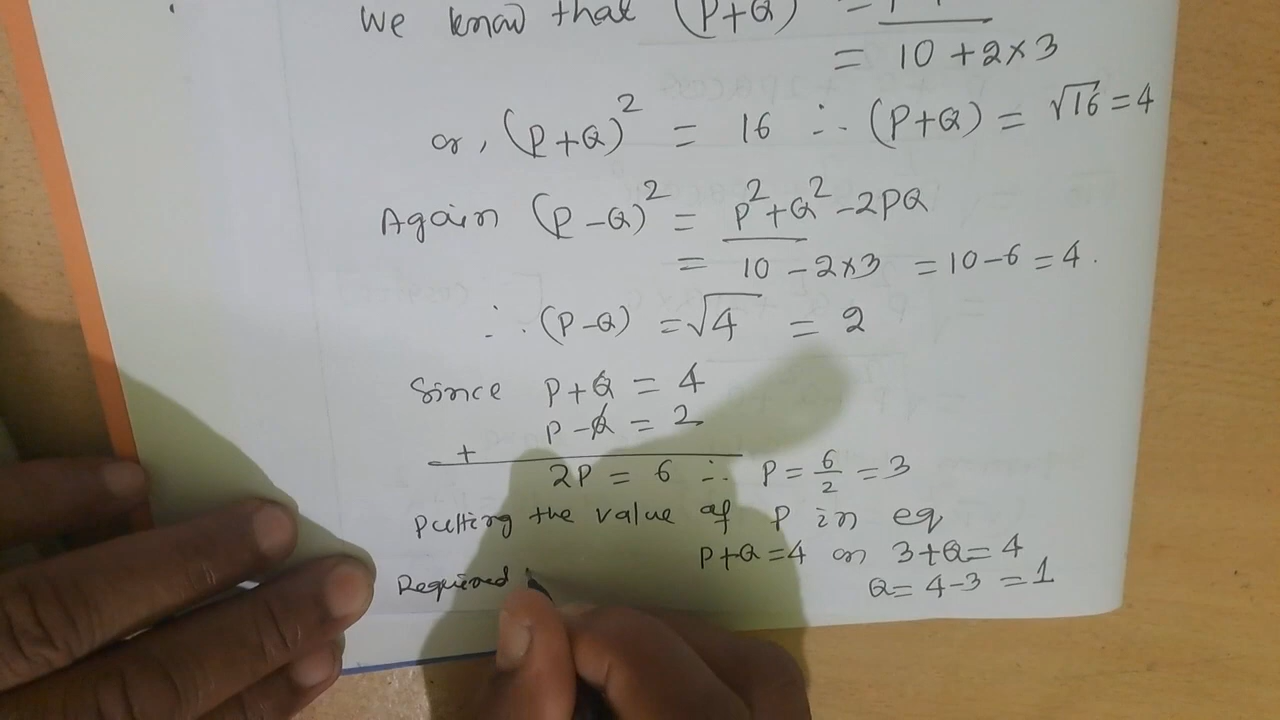 We know that (P+Q) =
= 10 + 2×3
or, (P+Q)² = 16 ∴ (P+Q) = √16 = 4
Again (P-Q)² = P²+Q²-2PQ
= 10 - 2×3 = 10-6 = 4.
∴ (P-Q) = √4 = 2
Since P+Q = 4
P-Q = 2
+
2P = 6 ∴ P = 6/2 = 3
Putting the value of P in eq
P+Q=4 or 3+Q=4
Required Q = 4-3 = 1